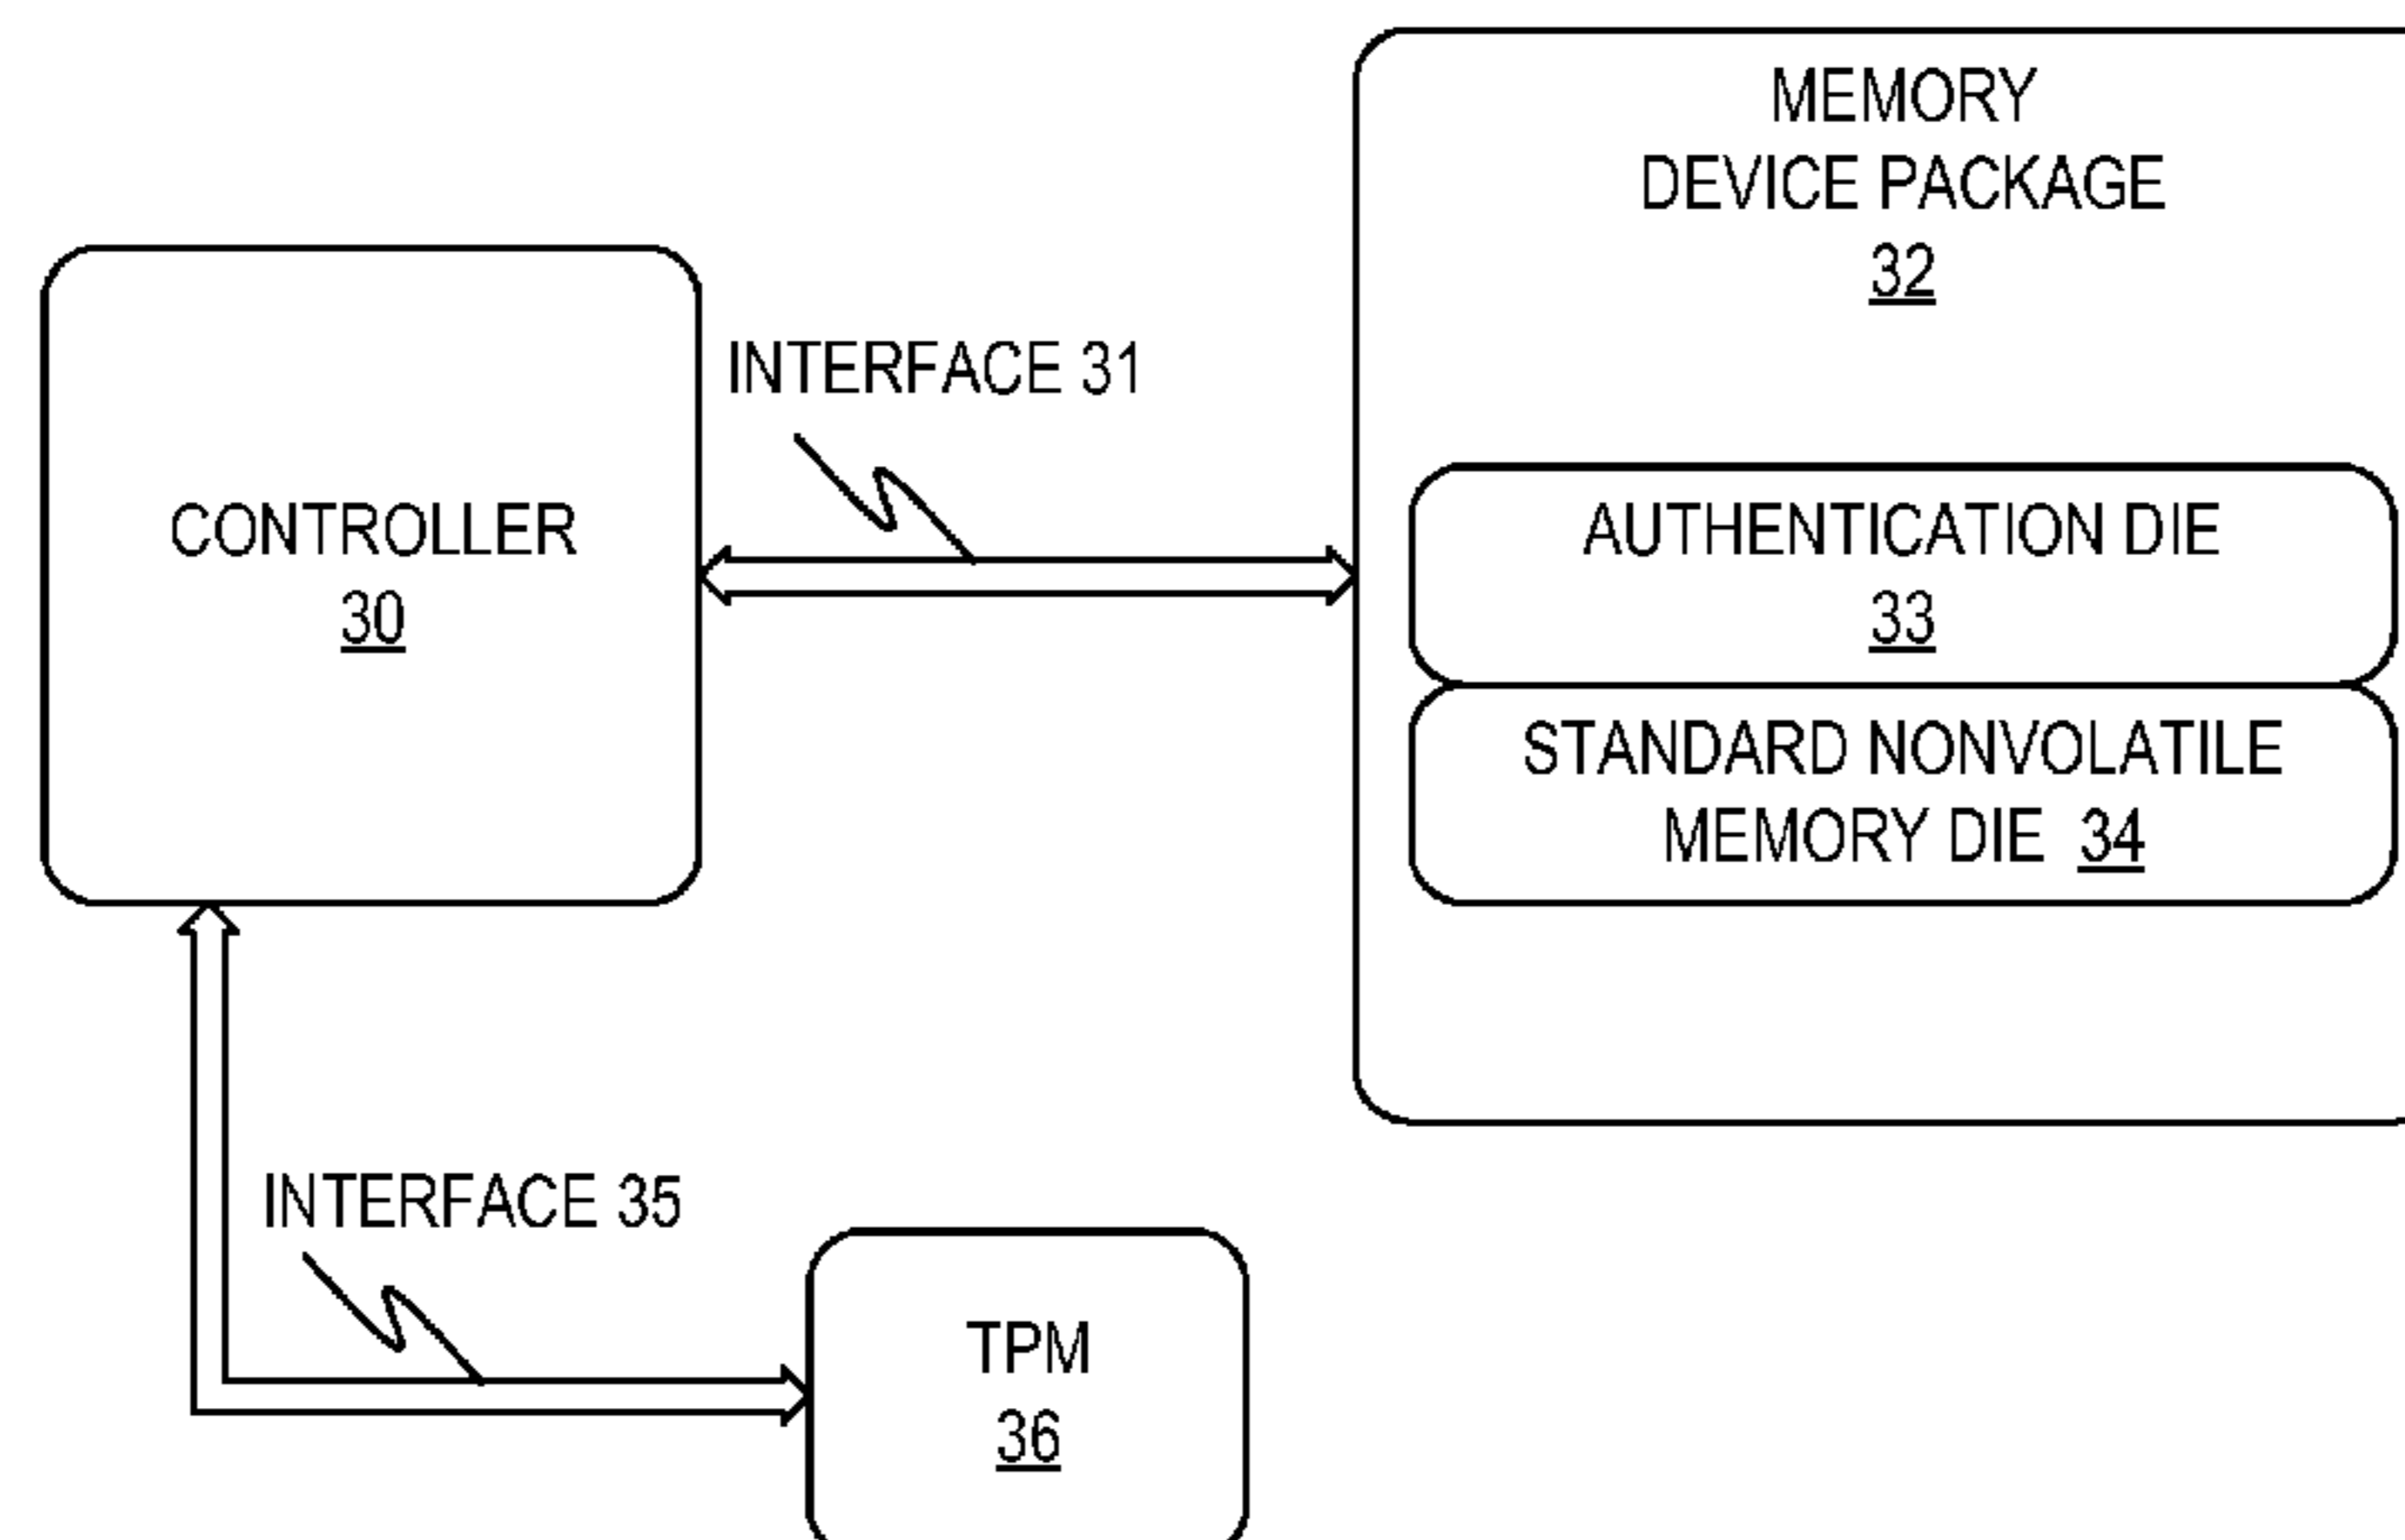 MEMORY
DEVICE PACKAGE
32
INTERFACE 31
CONTROLLER
30
AUTHENTICATION DIE
33
STANDARD NONVOLATILE
MEMORY DIE 34
INTERFACE 35
TPM
36